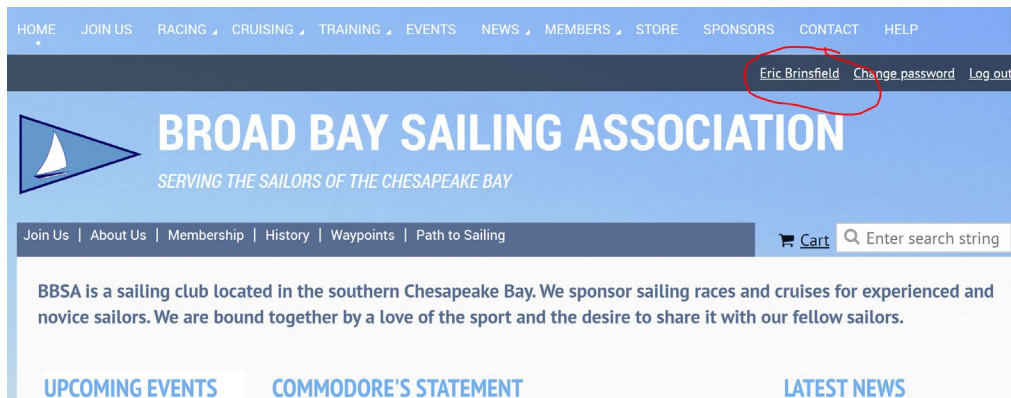 HOME JOIN US RACING CRUISING TRAINING EVENTS NEWS MEMBERS STORE SPONSORS CONTACT HELP
Eric Brinsfield Change password Log out
BROAD BAY SAILING ASSOCIATION
SERVING THE SAILORS OF THE CHESAPEAKE BAY
Join Us | About Us | Membership | History | Waypoints | Path to Sailing
Cart Enter search string
BBSA is a sailing club located in the southern Chesapeake Bay. We sponsor sailing races and cruises for experienced and
novice sailors. We are bound together by a love of the sport and the desire to share it with our fellow sailors.
UPCOMING EVENTS COMMODORE'S STATEMENT LATEST NEWS